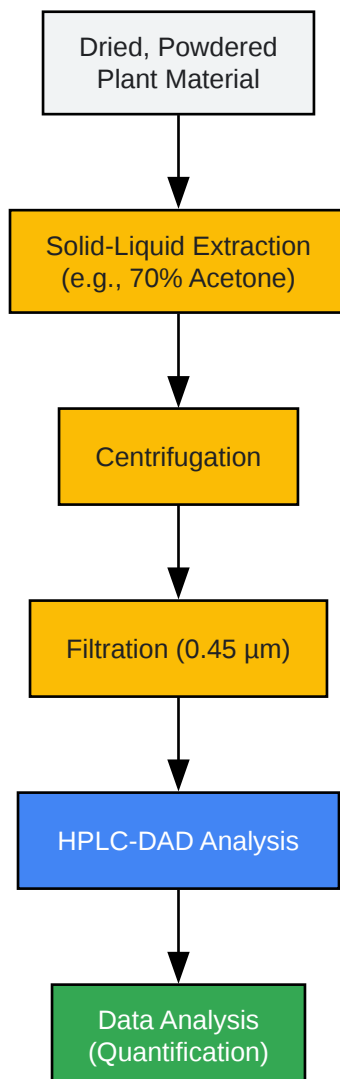 Dried, Powdered
Plant Material
Solid-Liquid Extraction
(e.g., 70% Acetone)
Centrifugation
Filtration (0.45 µm)
HPLC-DAD Analysis
Data Analysis
(Quantification)